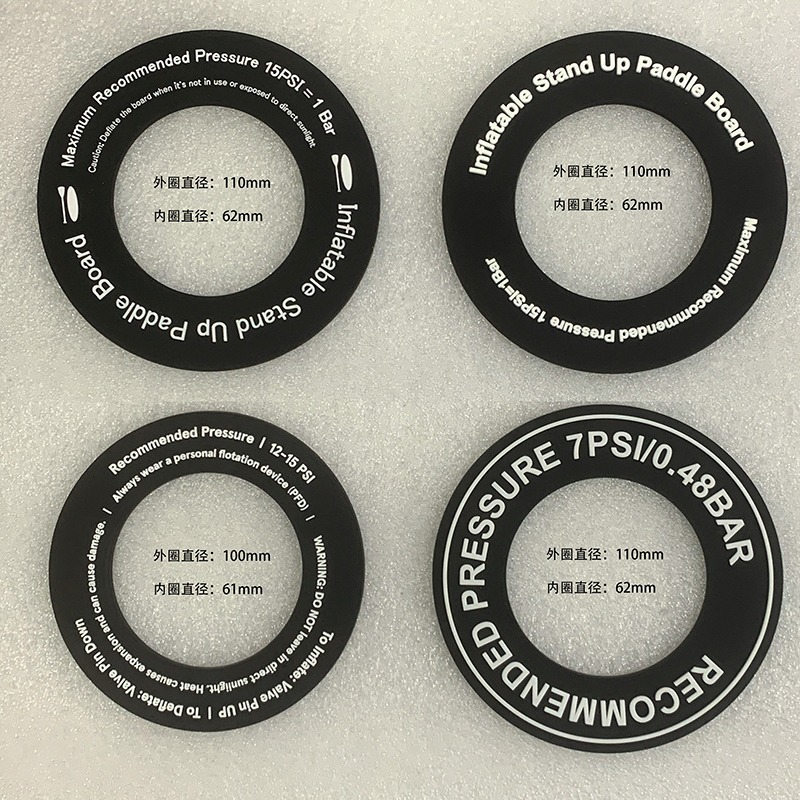 Maximum Recommended Pressure 15PSI = 1 Bar
Caution: Deflate the board when it's not in use or exposed to direct sunlight
Inflatable Stand Up Paddle Board
外圈直径：110mm
内圈直径：62mm
Inflatable Stand Up Paddle Board
Maximum Recommended Pressure 15PSI=1Bar
外圈直径：110mm
内圈直径：62mm
Recommended Pressure | 12-15 PSI
Always wear a personal flotation device (PFD) |
WARNING: DO NOT leave in direct sunlight. Heat causes expansion and can cause damage. |
To Inflate: Valve Pin UP | To Deflate: Valve Pin Down
外圈直径：100mm
内圈直径：61mm
RECOMMENDED PRESSURE 7PSI/0.48BAR
外圈直径：110mm
内圈直径：62mm